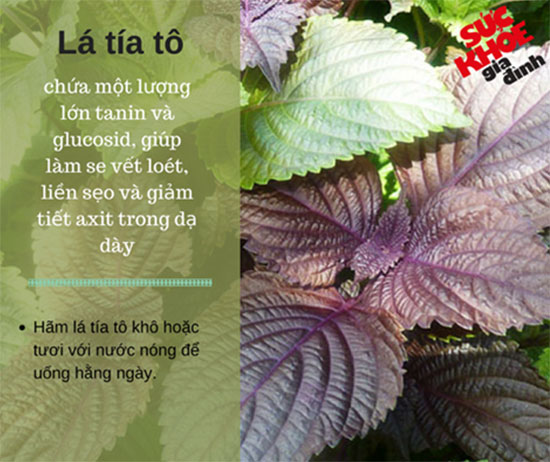 Lá tía tô
chứa một lượng
lớn tanin và
glucosid, giúp
làm se vết loét,
liền sẹo và giảm
tiết axit trong dạ
dày
• Hãm lá tía tô khô hoặc
tươi với nước nóng để
uống hằng ngày.
SỨC
KHỎE
gia đình